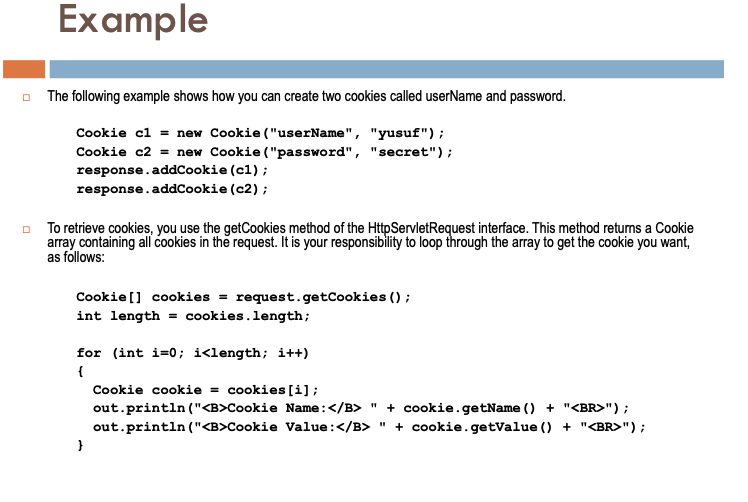 Example
The following example shows how you can create two cookies called userName and password.
Cookie c1 = new Cookie("userName", "yusuf");
Cookie c2 = new Cookie("password", "secret");
response.addCookie(c1);
response.addCookie(c2);
To retrieve cookies, you use the getCookies method of the HttpServletRequest interface. This method returns a Cookie
array containing all cookies in the request. It is your responsibility to loop through the array to get the cookie you want,
as follows:
Cookie[] cookies = request.getCookies();
int length = cookies.length;
for (int i=0; i<length; i++)
{
Cookie cookie = cookies[i];
out.println("<B>Cookie Name:</B> " + cookie.getName() + "<BR>");
out.println("<B>Cookie Value:</B> " + cookie.getValue() + "<BR>");
}